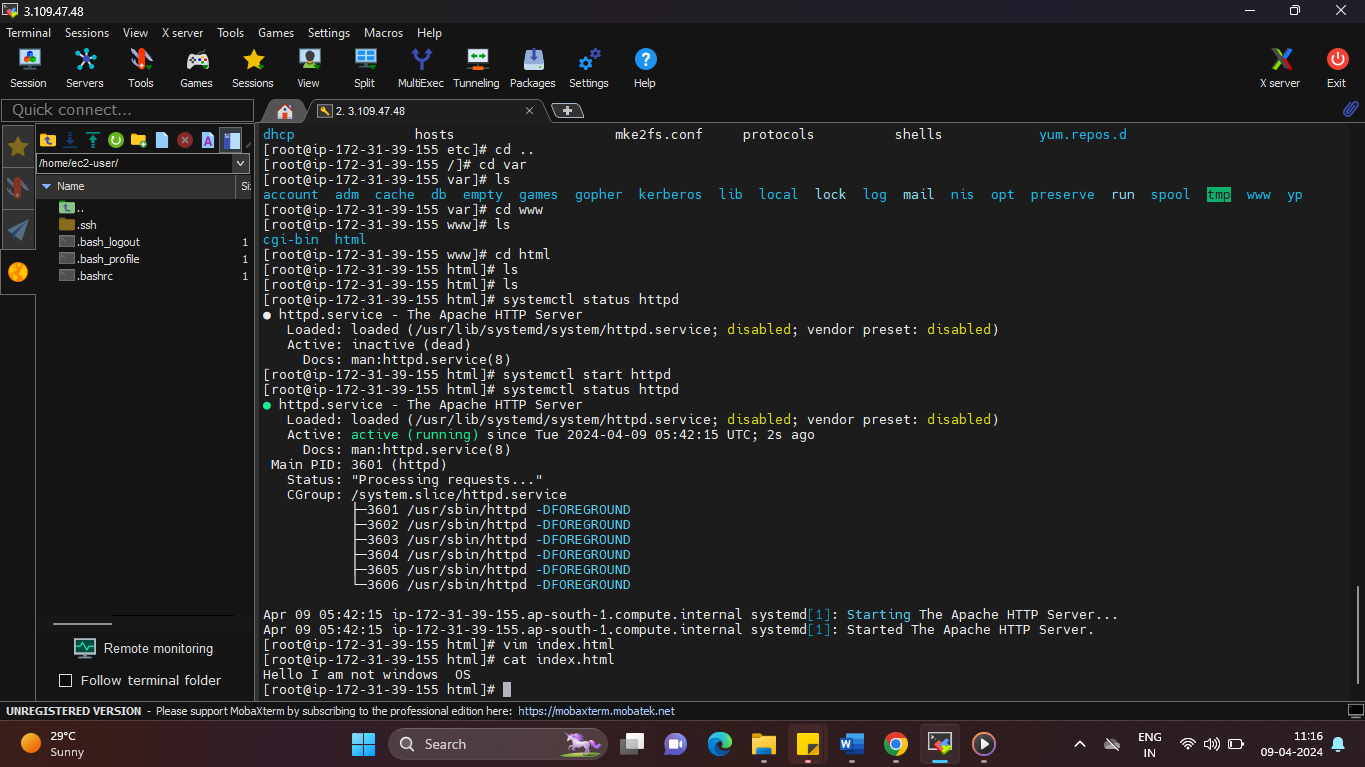 3.109.47.48
Terminal Sessions View X server Tools Games Settings Macros Help
Session Servers Tools Games Sessions View Split MultiExec Tunneling Packages Settings Help X server Exit
Quick connect...
2. 3.109.47.48
/home/ec2-user/
Name Si
..
.ssh
.bash_logout 1
.bash_profile 1
.bashrc 1
dhcp hosts mke2fs.conf protocols shells yum.repos.d
[root@ip-172-31-39-155 etc]# cd ..
[root@ip-172-31-39-155 /]# cd var
[root@ip-172-31-39-155 var]# ls
account adm cache db empty games gopher kerberos lib local lock log mail nis opt preserve run spool tmp www yp
[root@ip-172-31-39-155 var]# cd www
[root@ip-172-31-39-155 www]# ls
cgi-bin html
[root@ip-172-31-39-155 www]# cd html
[root@ip-172-31-39-155 html]# ls
[root@ip-172-31-39-155 html]# ls
[root@ip-172-31-39-155 html]# systemctl status httpd
● httpd.service - The Apache HTTP Server
Loaded: loaded (/usr/lib/systemd/system/httpd.service; disabled; vendor preset: disabled)
Active: inactive (dead)
Docs: man:httpd.service(8)
[root@ip-172-31-39-155 html]# systemctl start httpd
[root@ip-172-31-39-155 html]# systemctl status httpd
● httpd.service - The Apache HTTP Server
Loaded: loaded (/usr/lib/systemd/system/httpd.service; disabled; vendor preset: disabled)
Active: active (running) since Tue 2024-04-09 05:42:15 UTC; 2s ago
Docs: man:httpd.service(8)
Main PID: 3601 (httpd)
Status: "Processing requests..."
CGroup: /system.slice/httpd.service
├─3601 /usr/sbin/httpd -DFOREGROUND
├─3602 /usr/sbin/httpd -DFOREGROUND
├─3603 /usr/sbin/httpd -DFOREGROUND
├─3604 /usr/sbin/httpd -DFOREGROUND
├─3605 /usr/sbin/httpd -DFOREGROUND
└─3606 /usr/sbin/httpd -DFOREGROUND
Apr 09 05:42:15 ip-172-31-39-155.ap-south-1.compute.internal systemd[1]: Starting The Apache HTTP Server...
Apr 09 05:42:15 ip-172-31-39-155.ap-south-1.compute.internal systemd[1]: Started The Apache HTTP Server.
[root@ip-172-31-39-155 html]# vim index.html
[root@ip-172-31-39-155 html]# cat index.html
Hello I am not windows  OS
[root@ip-172-31-39-155 html]#
Remote monitoring
Follow terminal folder
UNREGISTERED VERSION - Please support MobaXterm by subscribing to the professional edition here: https://mobaxterm.mobatek.net
29°C
Sunny
Search
ENG
IN
11:16
09-04-2024